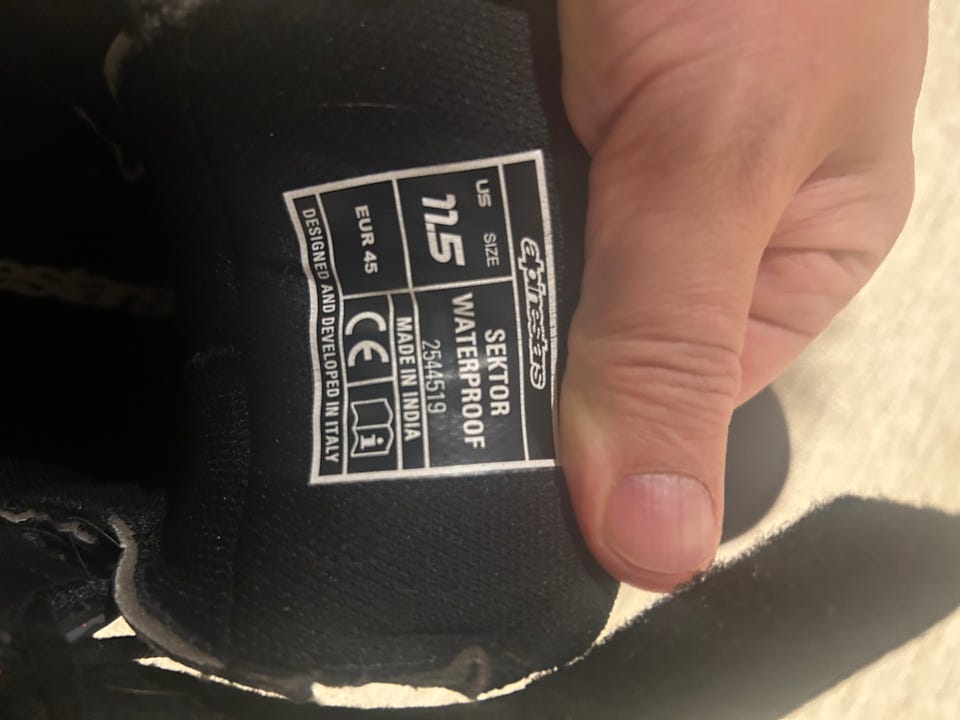 alpinestars
US SIZE
11.5
EUR 45
SEKTOR
WATERPROOF
2544519
MADE IN INDIA
CE
i
DESIGNED AND DEVELOPED IN ITALY